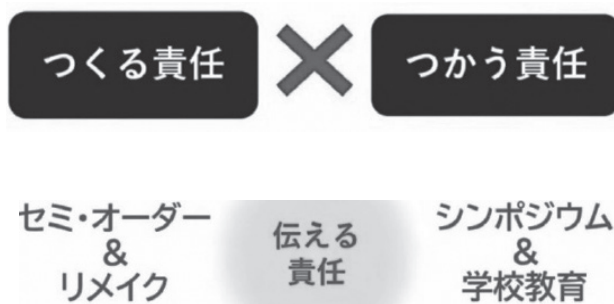 つくる責任 × つかう責任
セミ・オーダー
&
リメイク
伝える
責任
シンポジウム
&
学校教育